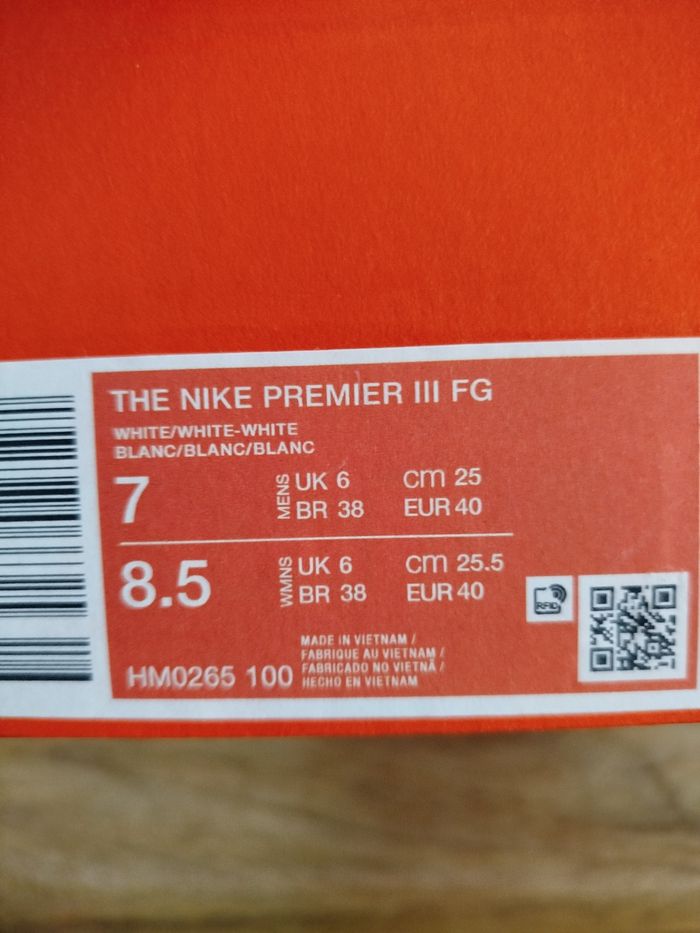 THE NIKE PREMIER III FG
WHITE/WHITE-WHITE
BLANC/BLANC/BLANC
7 MENS UK 6 cm 25
BR 38 EUR 40
8.5 WMNS UK 6 cm 25.5
BR 38 EUR 40
RFID
MADE IN VIETNAM /
FABRIQUE AU VIETNAM /
FABRICADO NO VIETNÃ /
HECHO EN VIETNAM
HM0265 100